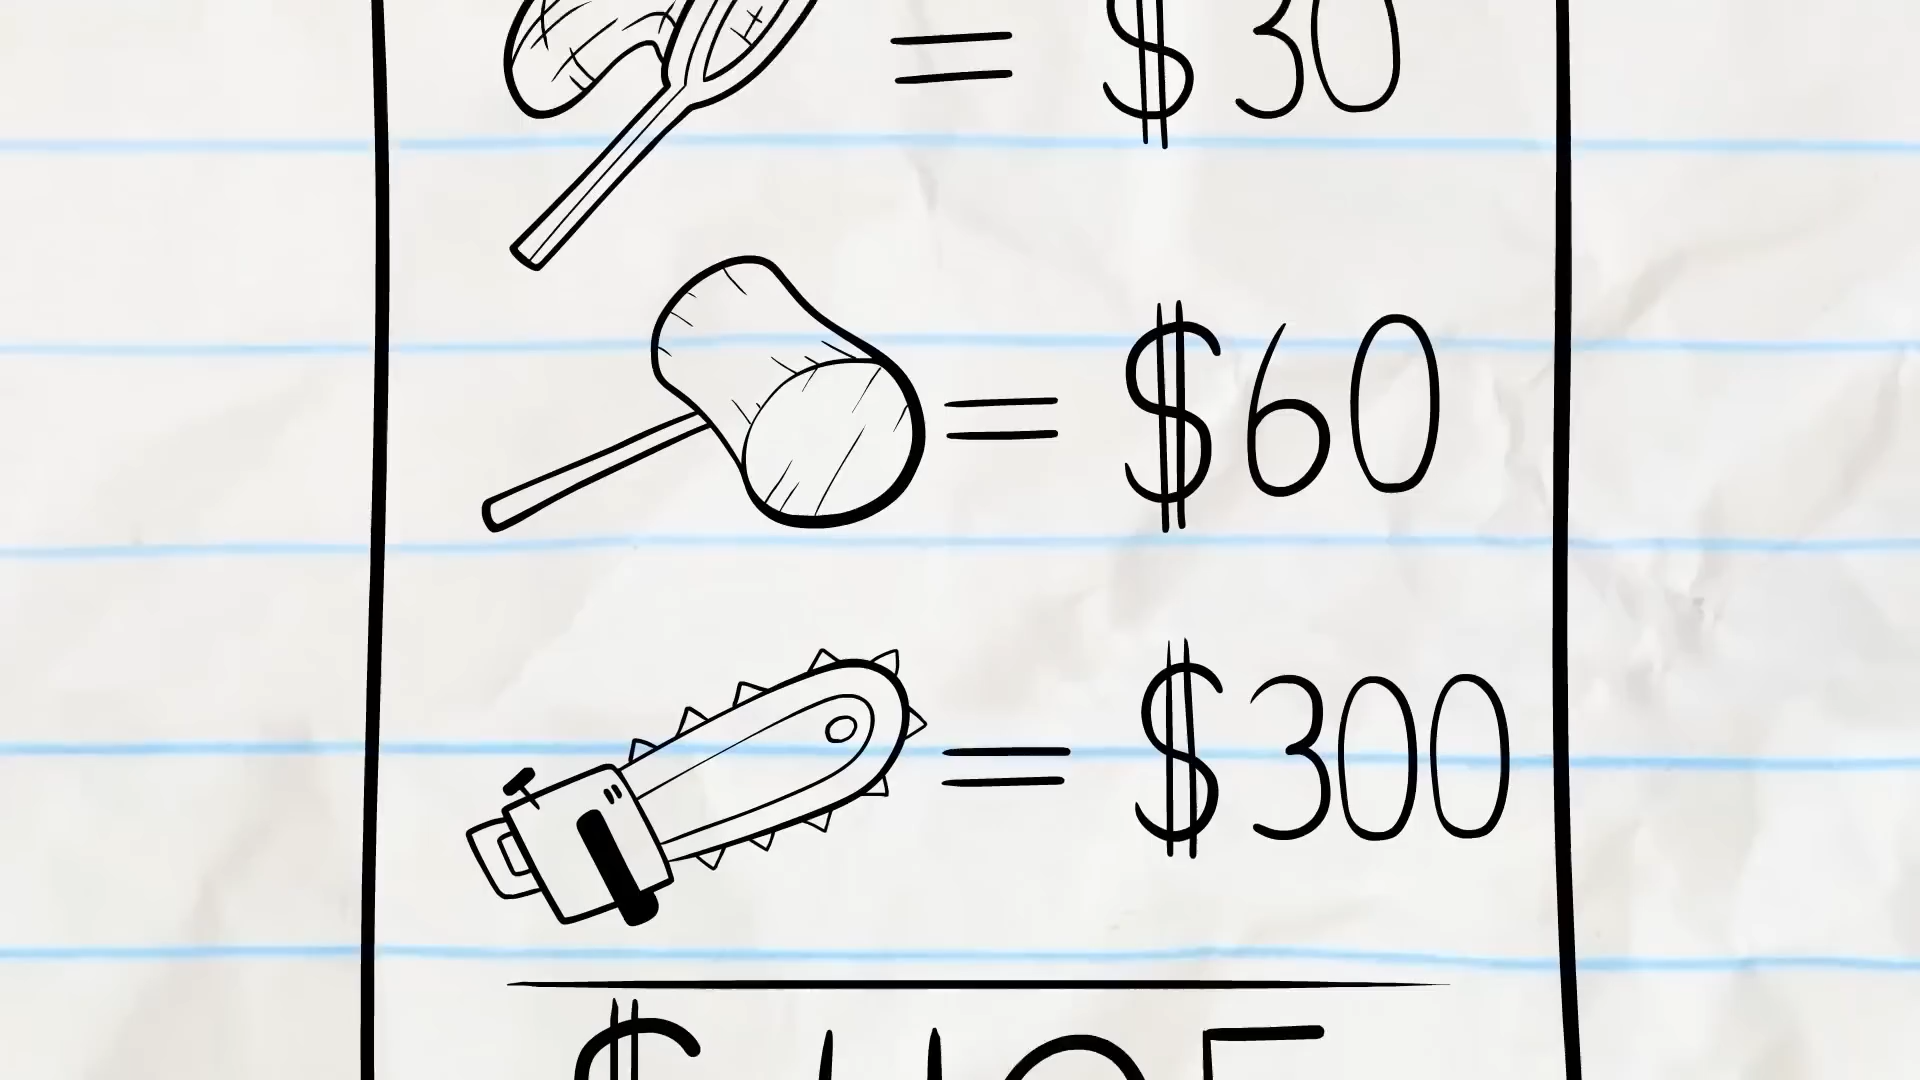 = $30
= $60
= $300